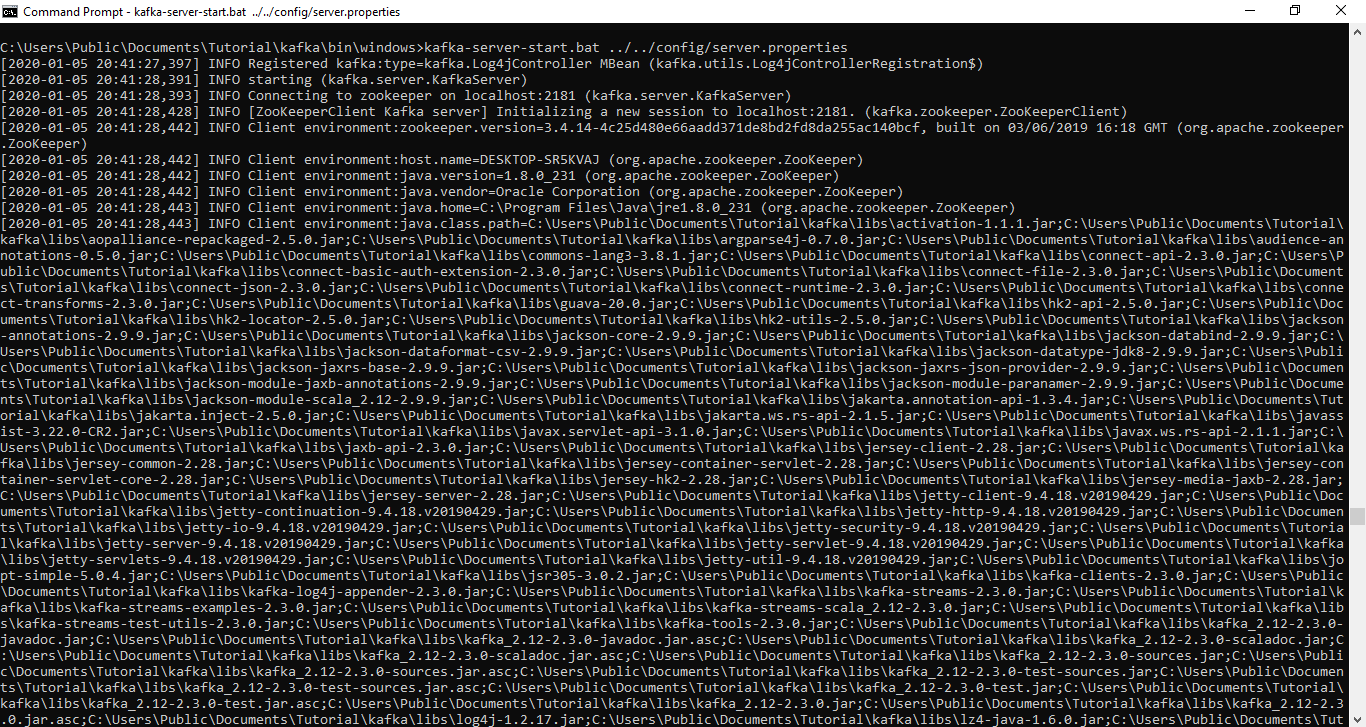 Command Prompt - kafka-server-start.bat ../../config/server.properties
C:\Users\Public\Documents\Tutorial\kafka\bin\windows>kafka-server-start.bat ../../config/server.properties
[2020-01-05 20:41:27,397] INFO Registered kafka:type=kafka.Log4jController MBean (kafka.utils.Log4jControllerRegistration$)
[2020-01-05 20:41:28,391] INFO starting (kafka.server.KafkaServer)
[2020-01-05 20:41:28,393] INFO Connecting to zookeeper on localhost:2181 (kafka.server.KafkaServer)
[2020-01-05 20:41:28,428] INFO [ZooKeeperClient Kafka server] Initializing a new session to localhost:2181. (kafka.zookeeper.ZooKeeperClient)
[2020-01-05 20:41:28,442] INFO Client environment:zookeeper.version=3.4.14-4c25d480e66aadd371de8bd2fd8da255ac140bcf, built on 03/06/2019 16:18 GMT (org.apache.zookeeper
.ZooKeeper)
[2020-01-05 20:41:28,442] INFO Client environment:host.name=DESKTOP-SR5KVAJ (org.apache.zookeeper.ZooKeeper)
[2020-01-05 20:41:28,442] INFO Client environment:java.version=1.8.0_231 (org.apache.zookeeper.ZooKeeper)
[2020-01-05 20:41:28,442] INFO Client environment:java.vendor=Oracle Corporation (org.apache.zookeeper.ZooKeeper)
[2020-01-05 20:41:28,443] INFO Client environment:java.home=C:\Program Files\Java\jre1.8.0_231 (org.apache.zookeeper.ZooKeeper)
[2020-01-05 20:41:28,443] INFO Client environment:java.class.path=C:\Users\Public\Documents\Tutorial\kafka\libs\activation-1.1.1.jar;C:\Users\Public\Documents\Tutorial\
kafka\libs\aopalliance-repackaged-2.5.0.jar;C:\Users\Public\Documents\Tutorial\kafka\libs\argparse4j-0.7.0.jar;C:\Users\Public\Documents\Tutorial\kafka\libs\audience-an
notations-0.5.0.jar;C:\Users\Public\Documents\Tutorial\kafka\libs\commons-lang3-3.8.1.jar;C:\Users\Public\Documents\Tutorial\kafka\libs\connect-api-2.3.0.jar;C:\Users\P
ublic\Documents\Tutorial\kafka\libs\connect-basic-auth-extension-2.3.0.jar;C:\Users\Public\Documents\Tutorial\kafka\libs\connect-file-2.3.0.jar;C:\Users\Public\Document
s\Tutorial\kafka\libs\connect-json-2.3.0.jar;C:\Users\Public\Documents\Tutorial\kafka\libs\connect-runtime-2.3.0.jar;C:\Users\Public\Documents\Tutorial\kafka\libs\conne
ct-transforms-2.3.0.jar;C:\Users\Public\Documents\Tutorial\kafka\libs\guava-20.0.jar;C:\Users\Public\Documents\Tutorial\kafka\libs\hk2-api-2.5.0.jar;C:\Users\Public\Doc
uments\Tutorial\kafka\libs\hk2-locator-2.5.0.jar;C:\Users\Public\Documents\Tutorial\kafka\libs\hk2-utils-2.5.0.jar;C:\Users\Public\Documents\Tutorial\kafka\libs\jackson
-annotations-2.9.9.jar;C:\Users\Public\Documents\Tutorial\kafka\libs\jackson-core-2.9.9.jar;C:\Users\Public\Documents\Tutorial\kafka\libs\jackson-databind-2.9.9.jar;C:\
Users\Public\Documents\Tutorial\kafka\libs\jackson-dataformat-csv-2.9.9.jar;C:\Users\Public\Documents\Tutorial\kafka\libs\jackson-datatype-jdk8-2.9.9.jar;C:\Users\Publi
c\Documents\Tutorial\kafka\libs\jackson-jaxrs-base-2.9.9.jar;C:\Users\Public\Documents\Tutorial\kafka\libs\jackson-jaxrs-json-provider-2.9.9.jar;C:\Users\Public\Documen
ts\Tutorial\kafka\libs\jackson-module-jaxb-annotations-2.9.9.jar;C:\Users\Public\Documents\Tutorial\kafka\libs\jackson-module-paranamer-2.9.9.jar;C:\Users\Public\Docume
nts\Tutorial\kafka\libs\jackson-module-scala_2.12-2.9.9.jar;C:\Users\Public\Documents\Tutorial\kafka\libs\jakarta.annotation-api-1.3.4.jar;C:\Users\Public\Documents\Tut
orial\kafka\libs\jakarta.inject-2.5.0.jar;C:\Users\Public\Documents\Tutorial\kafka\libs\jakarta.ws.rs-api-2.1.5.jar;C:\Users\Public\Documents\Tutorial\kafka\libs\javass
ist-3.22.0-CR2.jar;C:\Users\Public\Documents\Tutorial\kafka\libs\javax.servlet-api-3.1.0.jar;C:\Users\Public\Documents\Tutorial\kafka\libs\javax.ws.rs-api-2.1.1.jar;C:\
Users\Public\Documents\Tutorial\kafka\libs\jaxb-api-2.3.0.jar;C:\Users\Public\Documents\Tutorial\kafka\libs\jersey-client-2.28.jar;C:\Users\Public\Documents\Tutorial\ka
fka\libs\jersey-common-2.28.jar;C:\Users\Public\Documents\Tutorial\kafka\libs\jersey-container-servlet-2.28.jar;C:\Users\Public\Documents\Tutorial\kafka\libs\jersey-con
tainer-servlet-core-2.28.jar;C:\Users\Public\Documents\Tutorial\kafka\libs\jersey-hk2-2.28.jar;C:\Users\Public\Documents\Tutorial\kafka\libs\jersey-media-jaxb-2.28.jar;
C:\Users\Public\Documents\Tutorial\kafka\libs\jersey-server-2.28.jar;C:\Users\Public\Documents\Tutorial\kafka\libs\jetty-client-9.4.18.v20190429.jar;C:\Users\Public\Doc
uments\Tutorial\kafka\libs\jetty-continuation-9.4.18.v20190429.jar;C:\Users\Public\Documents\Tutorial\kafka\libs\jetty-http-9.4.18.v20190429.jar;C:\Users\Public\Documen
ts\Tutorial\kafka\libs\jetty-io-9.4.18.v20190429.jar;C:\Users\Public\Documents\Tutorial\kafka\libs\jetty-security-9.4.18.v20190429.jar;C:\Users\Public\Documents\Tutoria
l\kafka\libs\jetty-server-9.4.18.v20190429.jar;C:\Users\Public\Documents\Tutorial\kafka\libs\jetty-servlet-9.4.18.v20190429.jar;C:\Users\Public\Documents\Tutorial\kafka
\libs\jetty-servlets-9.4.18.v20190429.jar;C:\Users\Public\Documents\Tutorial\kafka\libs\jetty-util-9.4.18.v20190429.jar;C:\Users\Public\Documents\Tutorial\kafka\libs\jo
pt-simple-5.0.4.jar;C:\Users\Public\Documents\Tutorial\kafka\libs\jsr305-3.0.2.jar;C:\Users\Public\Documents\Tutorial\kafka\libs\kafka-clients-2.3.0.jar;C:\Users\Public
\Documents\Tutorial\kafka\libs\kafka-log4j-appender-2.3.0.jar;C:\Users\Public\Documents\Tutorial\kafka\libs\kafka-streams-2.3.0.jar;C:\Users\Public\Documents\Tutorial\k
afka\libs\kafka-streams-examples-2.3.0.jar;C:\Users\Public\Documents\Tutorial\kafka\libs\kafka-streams-scala_2.12-2.3.0.jar;C:\Users\Public\Documents\Tutorial\kafka\lib
s\kafka-streams-test-utils-2.3.0.jar;C:\Users\Public\Documents\Tutorial\kafka\libs\kafka-tools-2.3.0.jar;C:\Users\Public\Documents\Tutorial\kafka\libs\kafka_2.12-2.3.0-
javadoc.jar;C:\Users\Public\Documents\Tutorial\kafka\libs\kafka_2.12-2.3.0-javadoc.jar.asc;C:\Users\Public\Documents\Tutorial\kafka\libs\kafka_2.12-2.3.0-scaladoc.jar;C
:\Users\Public\Documents\Tutorial\kafka\libs\kafka_2.12-2.3.0-scaladoc.jar.asc;C:\Users\Public\Documents\Tutorial\kafka\libs\kafka_2.12-2.3.0-sources.jar;C:\Users\Publi
c\Documents\Tutorial\kafka\libs\kafka_2.12-2.3.0-sources.jar.asc;C:\Users\Public\Documents\Tutorial\kafka\libs\kafka_2.12-2.3.0-test-sources.jar;C:\Users\Public\Documen
ts\Tutorial\kafka\libs\kafka_2.12-2.3.0-test-sources.jar.asc;C:\Users\Public\Documents\Tutorial\kafka\libs\kafka_2.12-2.3.0-test.jar;C:\Users\Public\Documents\Tutorial\
kafka\libs\kafka_2.12-2.3.0-test.jar.asc;C:\Users\Public\Documents\Tutorial\kafka\libs\kafka_2.12-2.3.0.jar;C:\Users\Public\Documents\Tutorial\kafka\libs\kafka_2.12-2.3
.0.jar.asc;C:\Users\Public\Documents\Tutorial\kafka\libs\log4j-1.2.17.jar;C:\Users\Public\Documents\Tutorial\kafka\libs\lz4-java-1.6.0.jar;C:\Users\Public\Documents\Tut